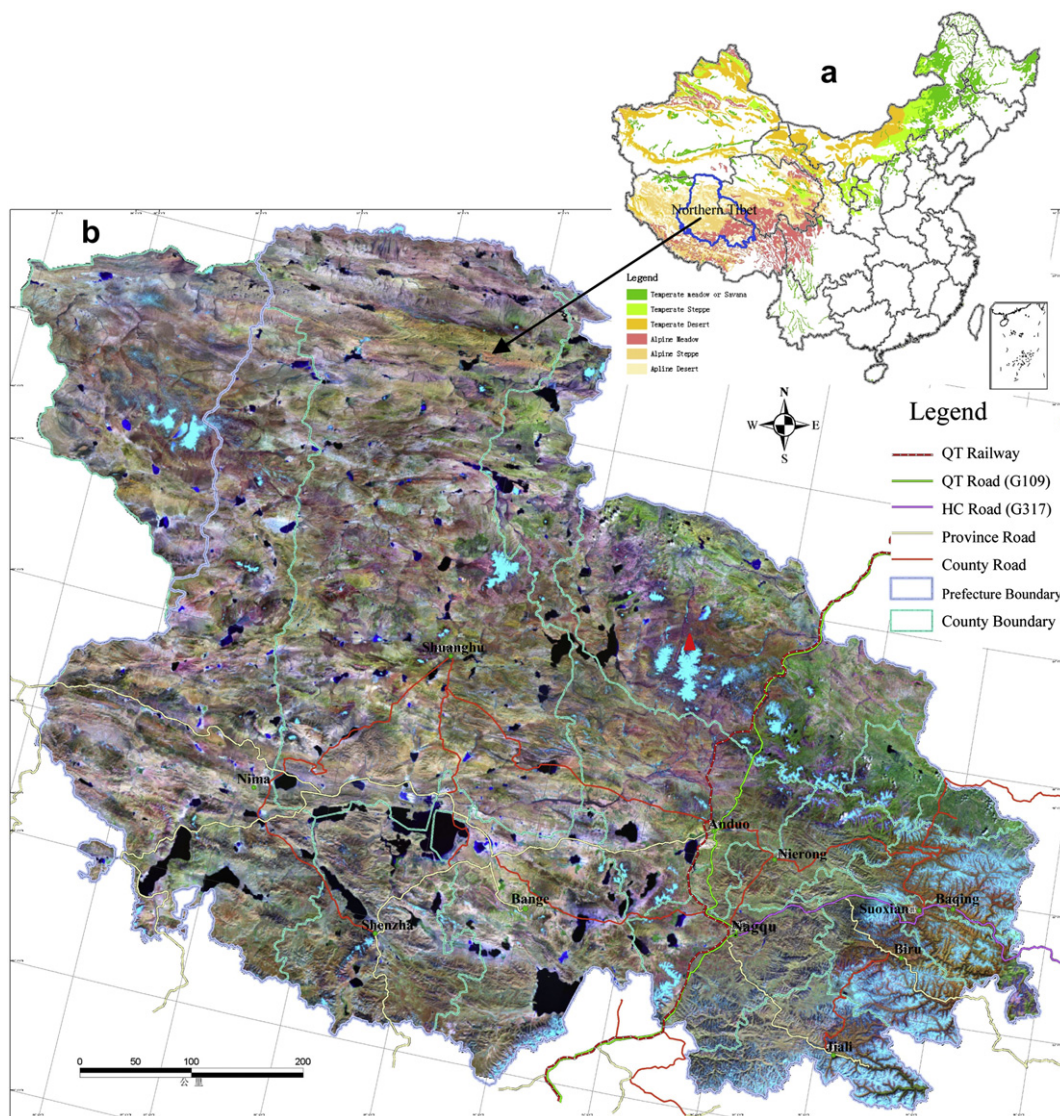 a
Northern Tibet
Legend
Temperate meadow or Savana
Temperate Steppe
Temperate Desert
Alpine Meadow
Alpine Steppe
Apline Desert
b
N
W
E
S
Legend
QT Railway
QT Road (G109)
HC Road (G317)
Province Road
County Road
Prefecture Boundary
County Boundary
Shuanghu
Nima
Anduo
Nierong
Bange
Suoxian
Baqing
Shenzha
Nagqu
Biru
Jiali
0
50
100
200
公里